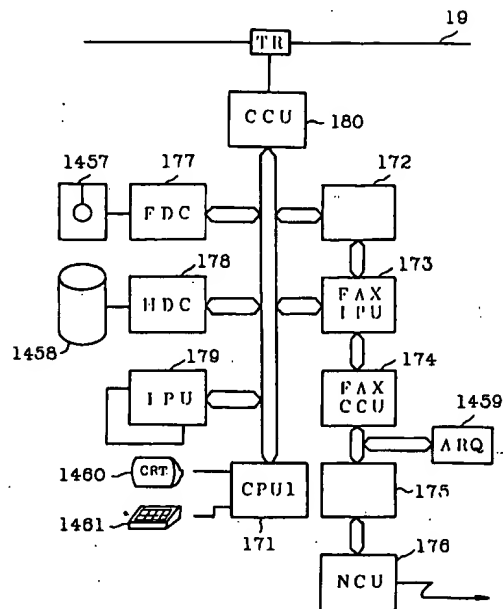 19
TR
CCU
180
1457
177
172
FDC
178
173
HDC
FAX
IPU
1458
179
174
IPU
FAX
CCU
1459
ARQ
1460
CRT
CPU1
175
1461
171
176
NCU